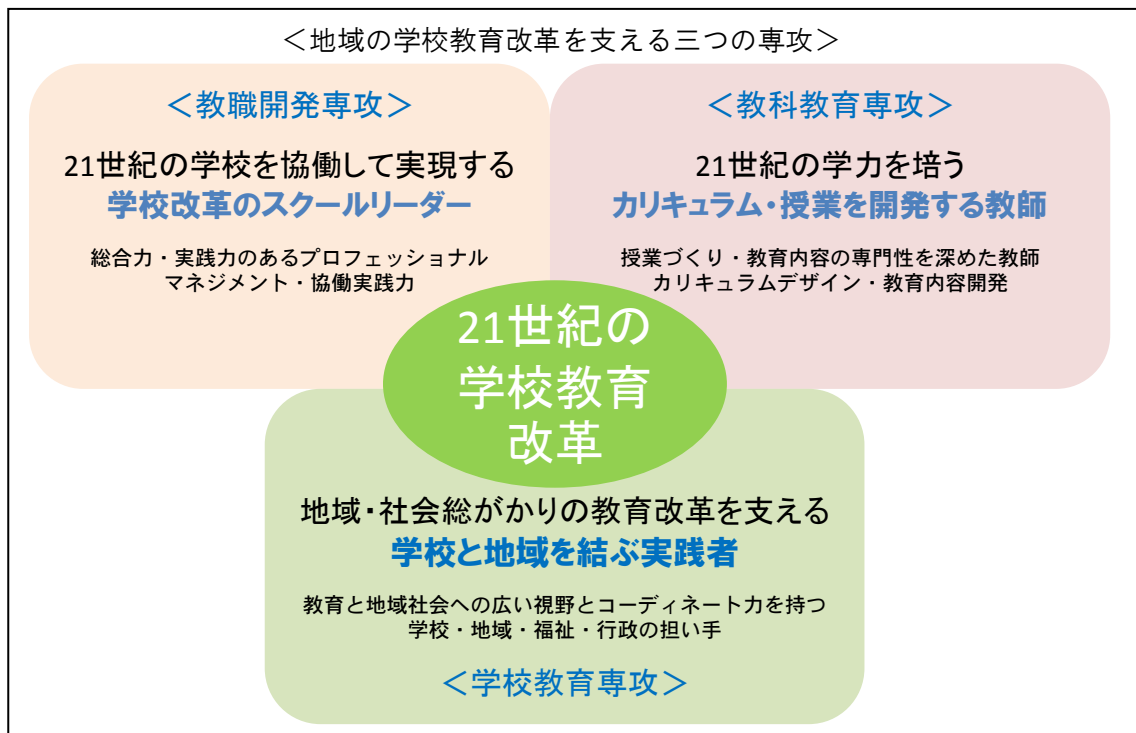 ＜地域の学校教育改革を支える三つの専攻＞
＜教職開発専攻＞
21世紀の学校を協働して実現する
学校改革のスクールリーダー
総合力・実践力のあるプロフェッショナル
マネジメント・協働実践力
＜教科教育専攻＞
21世紀の学力を培う
カリキュラム・授業を開発する教師
授業づくり・教育内容の専門性を深めた教師
カリキュラムデザイン・教育内容開発
21世紀の
学校教育
改革
地域・社会総がかりの教育改革を支える
学校と地域を結ぶ実践者
教育と地域社会への広い視野とコーディネート力を持つ
学校・地域・福祉・行政の担い手
＜学校教育専攻＞